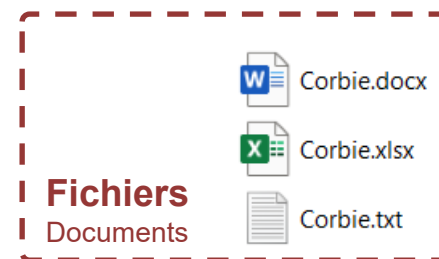 Corbie.docx
Corbie.xlsx
Fichiers
Documents
Corbie.txt